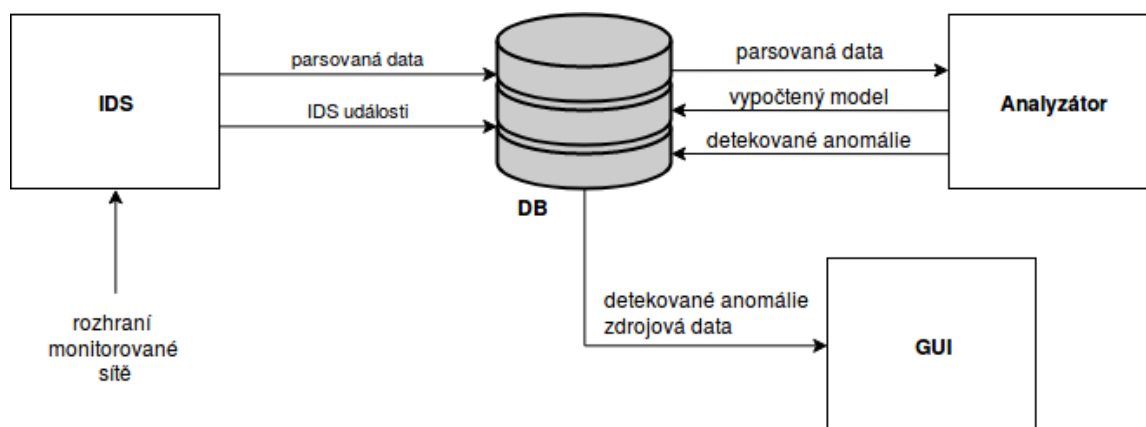 IDS
parsovaná data
IDS události
DB
parsovaná data
vypočtený model
detekované anomálie
Analyzátor
rozhraní
monitorované
sítě
detekované anomálie
zdrojová data
GUI